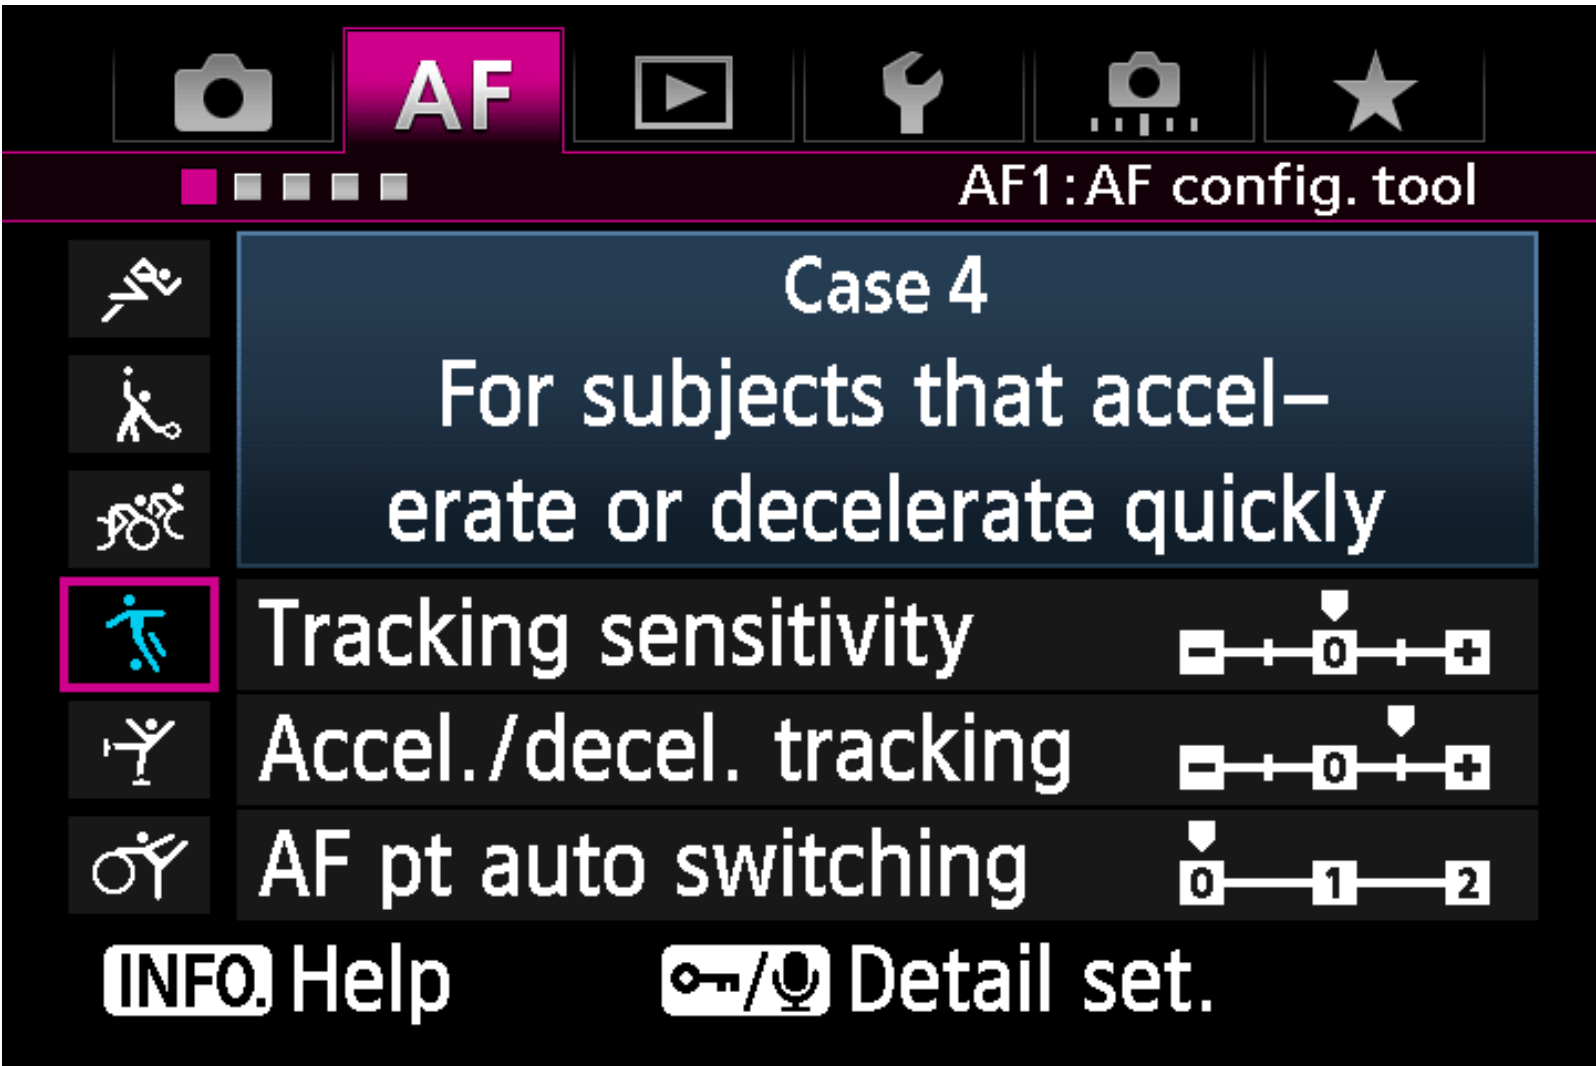 AF
AF1:AF config. tool
Case 4
For subjects that accel-
erate or decelerate quickly
Tracking sensitivity - 0 +
Accel./decel. tracking - 0 +
AF pt auto switching 0 1 2
INFO. Help / Detail set.